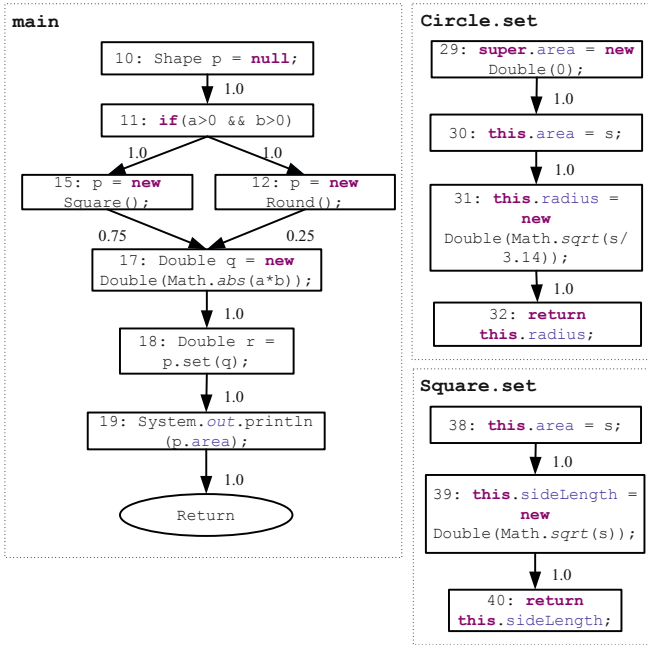 main
10: Shape p = null;
1.0
11: if(a>0 && b>0)
1.0
1.0
15: p = new
Square();
12: p = new
Round();
0.75
0.25
17: Double q = new
Double(Math.abs(a*b));
1.0
18: Double r =
p.set(q);
1.0
19: System.out.println
(p.area);
1.0
Return
Circle.set
29: super.area = new
Double(0);
1.0
30: this.area = s;
1.0
31: this.radius =
new
Double(Math.sqrt(s/
3.14));
1.0
32: return
this.radius;
Square.set
38: this.area = s;
1.0
39: this.sideLength =
new
Double(Math.sqrt(s));
1.0
40: return
this.sideLength;